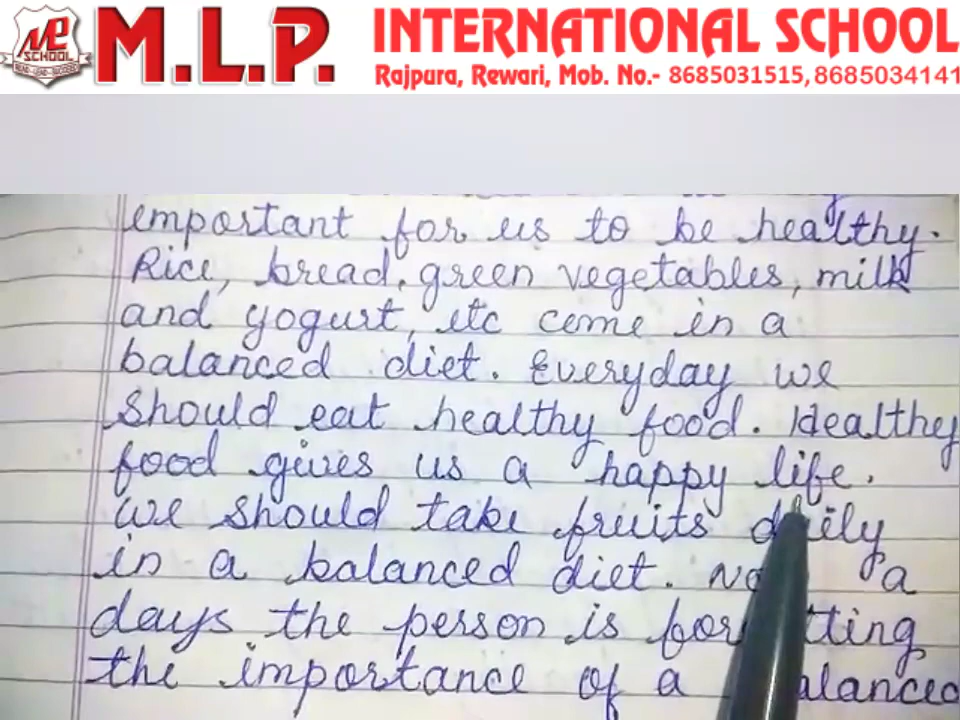 M.L.P. INTERNATIONAL SCHOOL
SCHOOL
Rajpura, Rewari, Mob. No.- 8685031515, 8685034141
important for us to be healthy.
Rice, bread, green vegetables, milk
and yogurt, etc come in a
balanced diet. Everyday we
should eat healthy food. Healthy
food gives us a happy life.
we should take fruits daily
in a balanced diet. a
days the person is
the importance of a